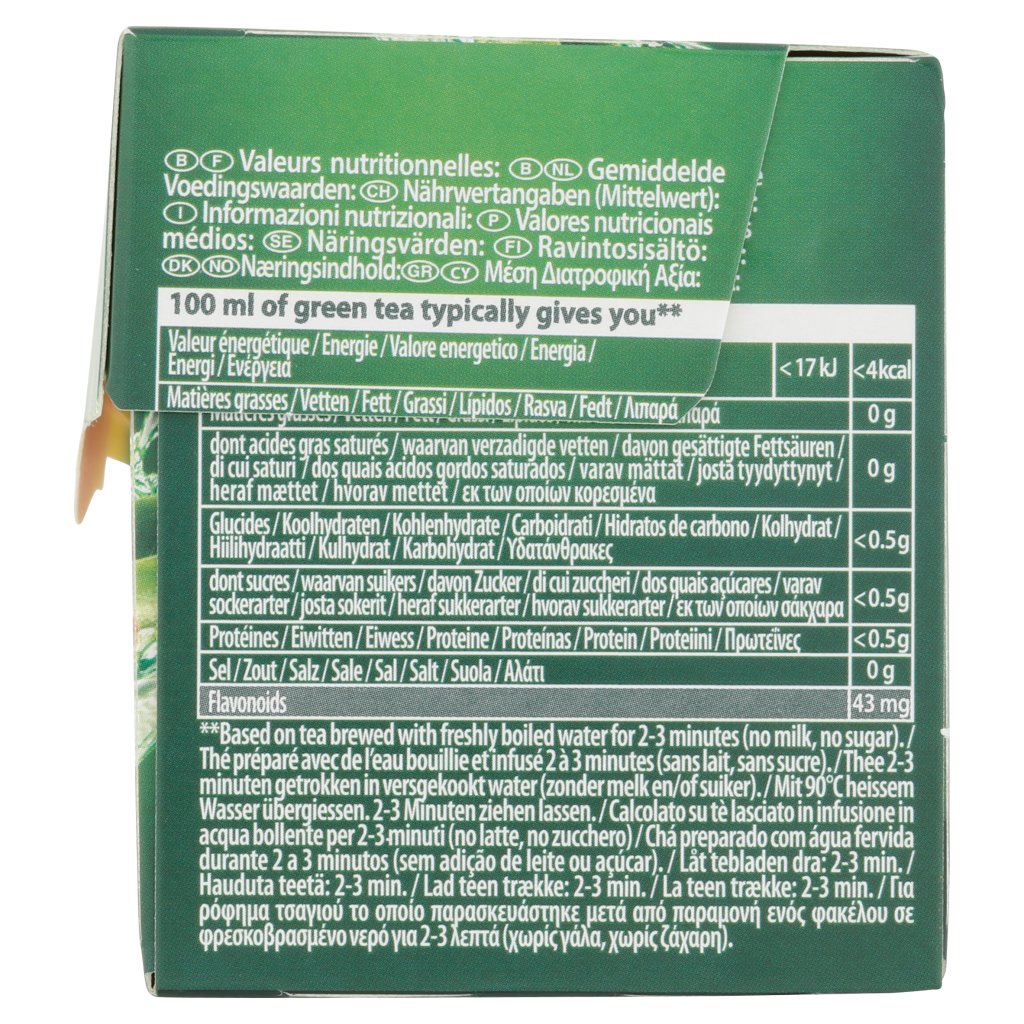 B F Valeurs nutritionnelles: B NL Gemiddelde
Voedingswaarden: CH Nährwertangaben (Mittelwert):
I Informazioni nutrizionali: P Valores nutricionais
médios: SE Näringsvärden: FI Ravintosisältö:
DK NO Næringsindhold: GR CY Μέση Διατροφική Αξία:
100 ml of green tea typically gives you**
Valeur énergétique / Energie / Valore energetico / Energia /
Energi / Ενέργεια
<17 kJ <4kcal
Matières grasses / Vetten / Fett / Grassi / Lípidos / Rasva / Fedt / Λιπαρά
0 g
dont acides gras saturés / waarvan verzadigde vetten / davon gesättigte Fettsäuren /
di cui saturi / dos quais ácidos gordos saturados / varav mättat / josta tyydyttynyt /
heraf mættet / hvorav mettet / εκ των οποίων κορεσμένα
0 g
Glucides / Koolhydraten / Kohlenhydrate / Carboidrati / Hidratos de carbono / Kolhydrat /
Hiilihydraatti / Kulhydrat / Karbohydrat / Υδατάνθρακες
<0.5g
dont sucres / waarvan suikers / davon Zucker / di cui zuccheri / dos quais açúcares / varav
sockerarter / josta sokerit / heraf sukkerarter / hvorav sukkerarter / εκ των οποίων σάκχαρα
<0.5g
Protéines / Eiwitten / Eiwess / Proteine / Proteínas / Protein / Proteiini / Πρωτεΐνες
<0.5g
Sel / Zout / Salz / Sale / Sal / Salt / Suola / Αλάτι
0 g
Flavonoids
43 mg
**Based on tea brewed with freshly boiled water for 2-3 minutes (no milk, no sugar). /
Thé préparé avec de l'eau bouillie et infusé 2 à 3 minutes (sans lait, sans sucre). / Thee 2-3
minuten getrokken in versgekookt water (zonder melk en/of suiker). / Mit 90°C heissem
Wasser übergiessen. 2-3 Minuten ziehen lassen. / Calcolato su tè lasciato in infusione in
acqua bollente per 2-3 minuti (no latte, no zucchero) / Chá preparado com água fervida
durante 2 a 3 minutos (sem adição de leite ou açúcar). / Låt tebladen dra: 2-3 min. /
Hauduta teetä: 2-3 min. / Lad téen trække: 2-3 min. / La teen trække: 2-3 min. / Για
ρόφημα τσαγιού το οποίο παρασκευάστηκε μετά από παραμονή ενός φακέλου σε
φρεσκοβρασμένο νερό για 2-3 λεπτά (χωρίς γάλα, χωρίς ζάχαρη).